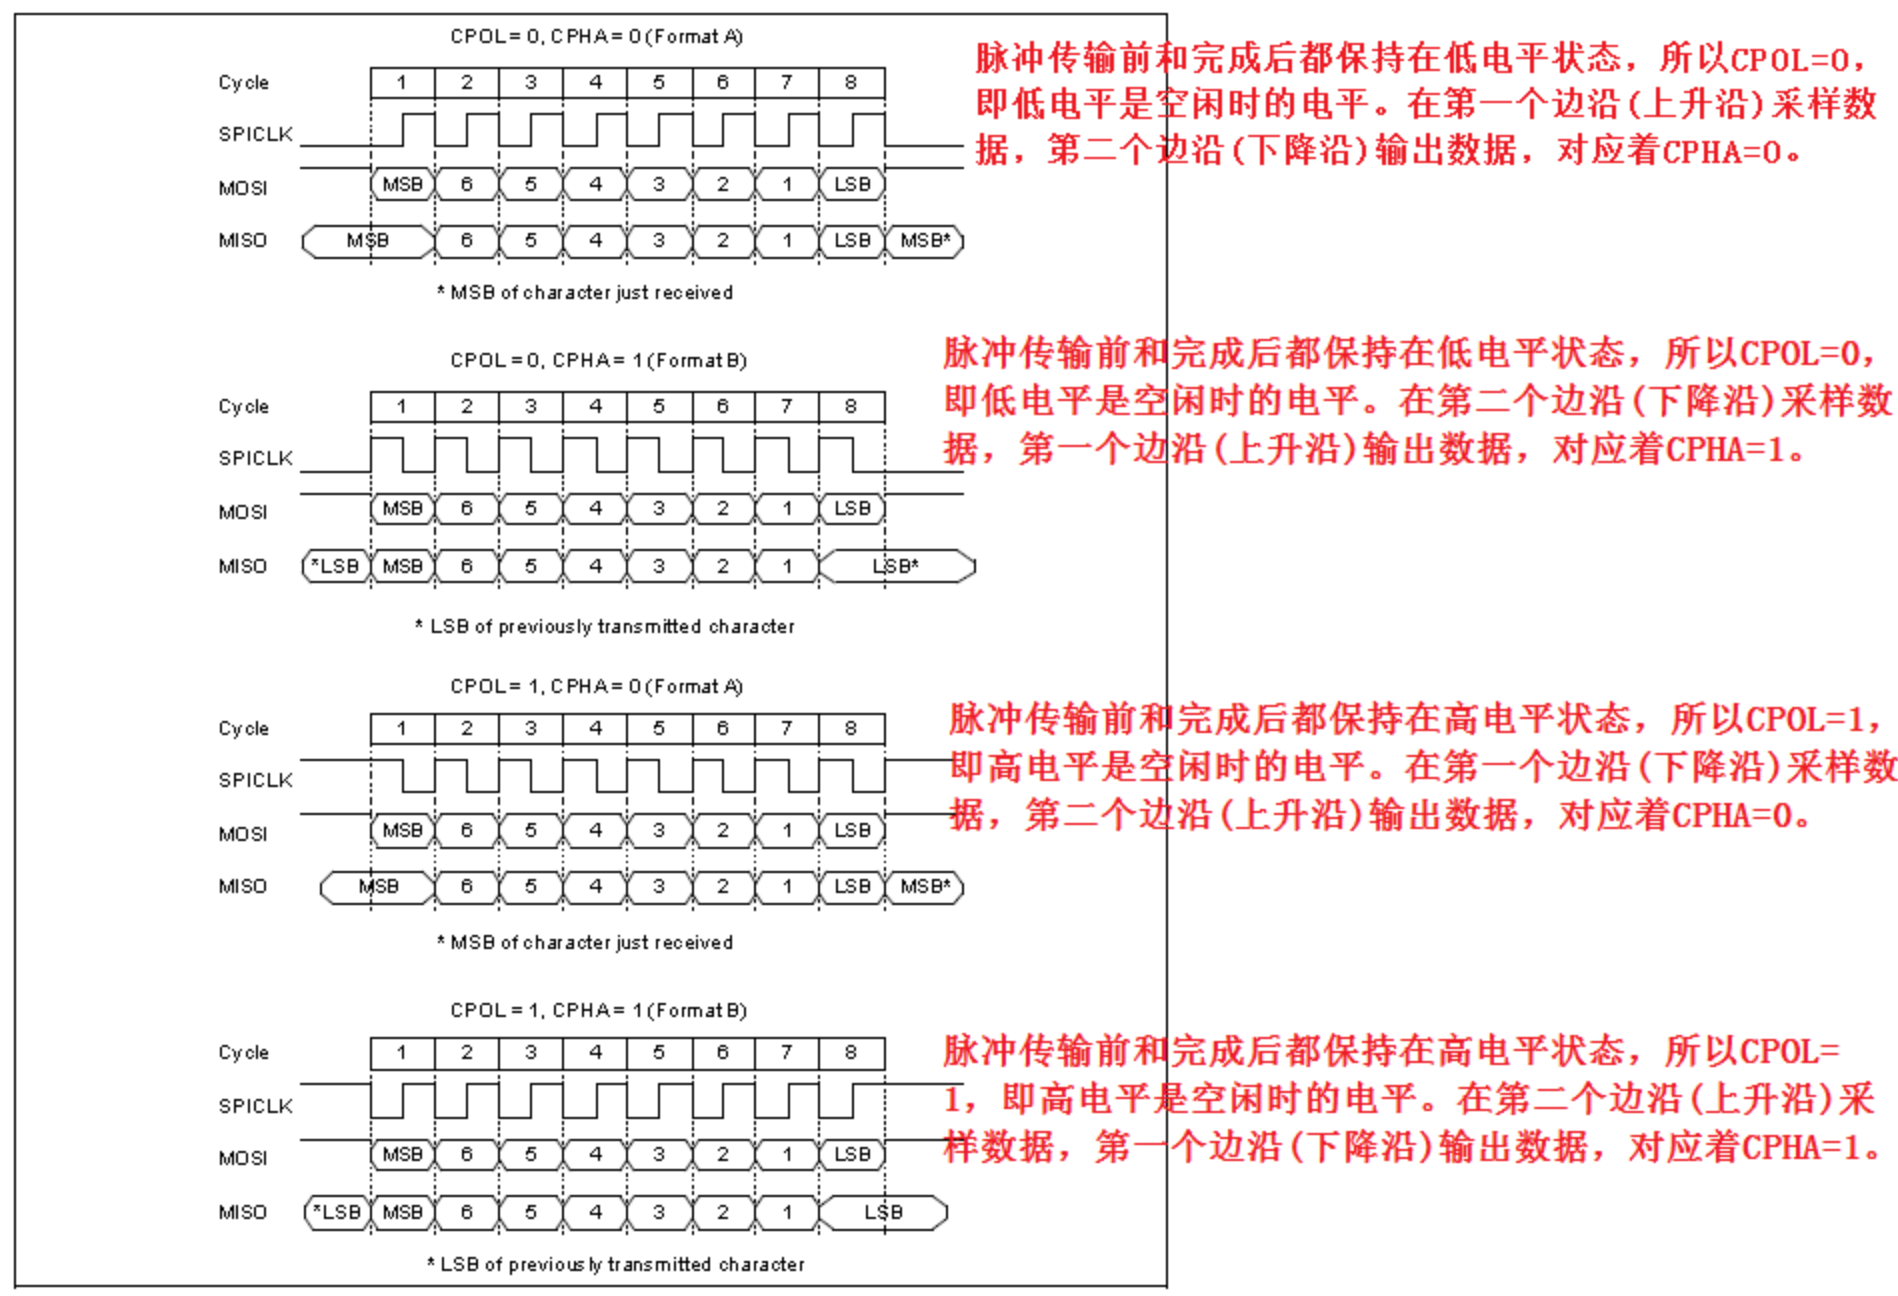 CPOL= 0, CPHA= 0 (Format A)
Cycle 1 2 3 4 5 6 7 8
SPICLK
MOSI MSB 6 5 4 3 2 1 LSB
MISO MSB 6 5 4 3 2 1 LSB MSB*
* MSB of character just received
脉冲传输前和完成后都保持在低电平状态，所以CPOL=0，
即低电平是空闲时的电平。在第一个边沿(上升沿)采样数
据，第二个边沿(下降沿)输出数据，对应着CPHA=0。
CPOL= 0, CPHA= 1 (Format B)
Cycle 1 2 3 4 5 6 7 8
SPICLK
MOSI MSB 6 5 4 3 2 1 LSB
MISO *LSB MSB 6 5 4 3 2 1 LSB*
* LSB of previously transmitted character
脉冲传输前和完成后都保持在低电平状态，所以CPOL=0，
即低电平是空闲时的电平。在第二个边沿(下降沿)采样数
据，第一个边沿(上升沿)输出数据，对应着CPHA=1。
CPOL= 1, CPHA= 0 (Format A)
Cycle 1 2 3 4 5 6 7 8
SPICLK
MOSI MSB 6 5 4 3 2 1 LSB
MISO MSB 6 5 4 3 2 1 LSB MSB*
* MSB of character just received
脉冲传输前和完成后都保持在高电平状态，所以CPOL=1，
即高电平是空闲时的电平。在第一个边沿(下降沿)采样数
据，第二个边沿(上升沿)输出数据，对应着CPHA=0。
CPOL= 1, CPHA= 1 (Format B)
Cycle 1 2 3 4 5 6 7 8
SPICLK
MOSI MSB 6 5 4 3 2 1 LSB
MISO *LSB MSB 6 5 4 3 2 1 LSB
* LSB of previously transmitted character
脉冲传输前和完成后都保持在高电平状态，所以CPOL=
1，即高电平是空闲时的电平。在第二个边沿(上升沿)采
样数据，第一个边沿(下降沿)输出数据，对应着CPHA=1。